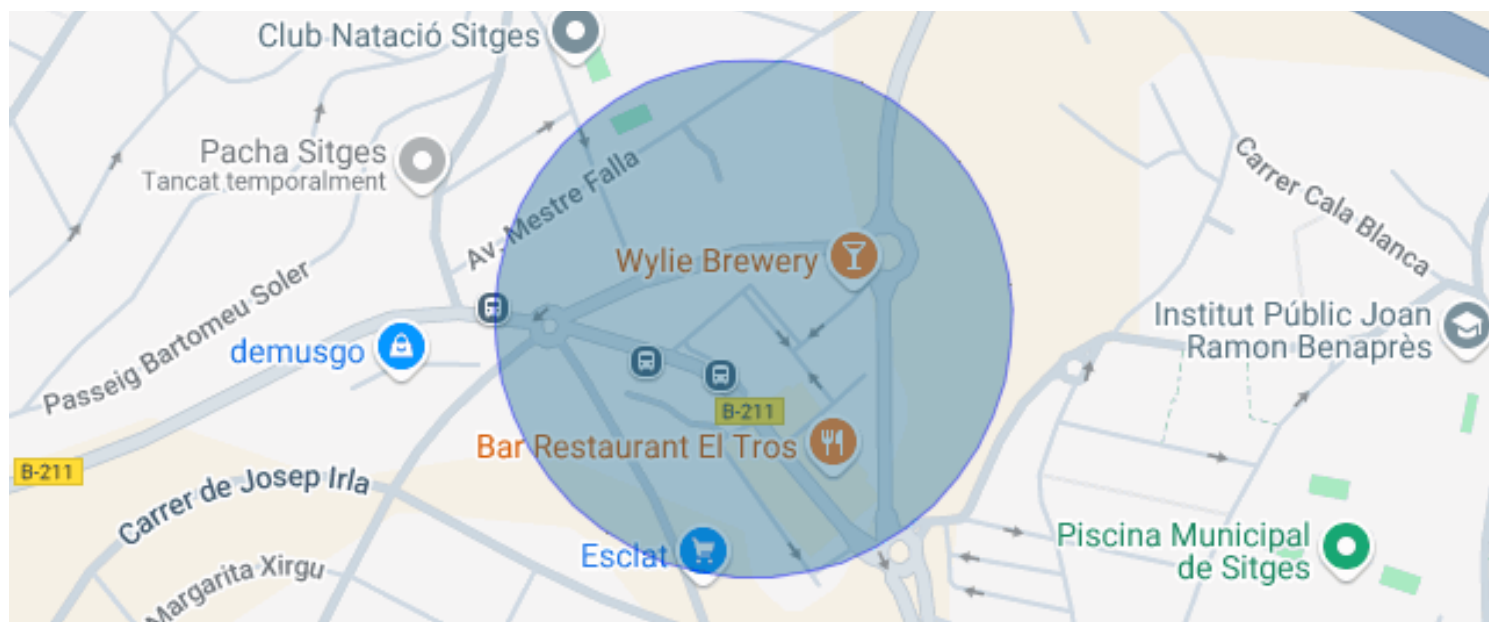 Club Natació Sitges
Pacha Sitges
Tancat temporalment
Av. Mestre Falla
Carrer Cala Blanca
Wylie Brewery
Passeig Bartomeu Soler
demusgo
Institut Públic Joan
Ramon Benaprès
B-211
Bar Restaurant El Tros
B-211
Carrer de Josep Irla
Esclat
Piscina Municipal
de Sitges
Margarita Xirgu